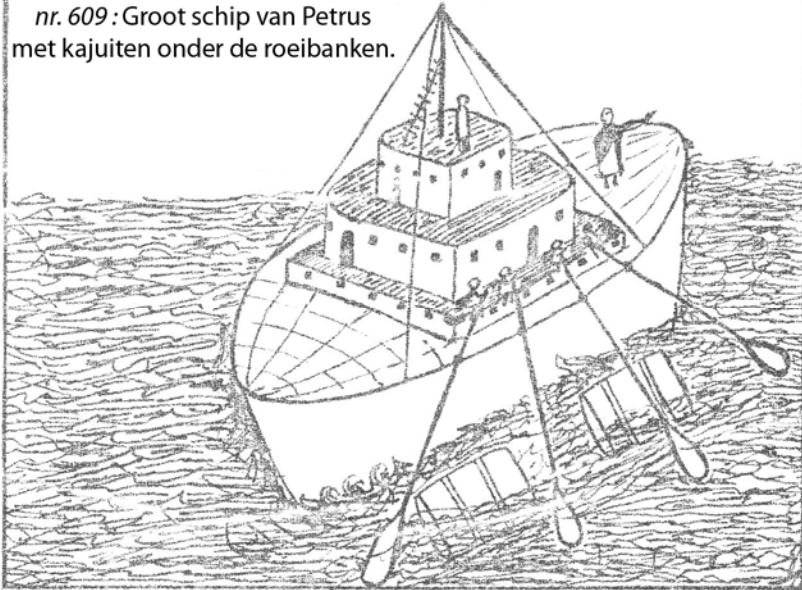 nr. 609 : Groot schip van Petrus
met kajuiten onder de roeibanken.